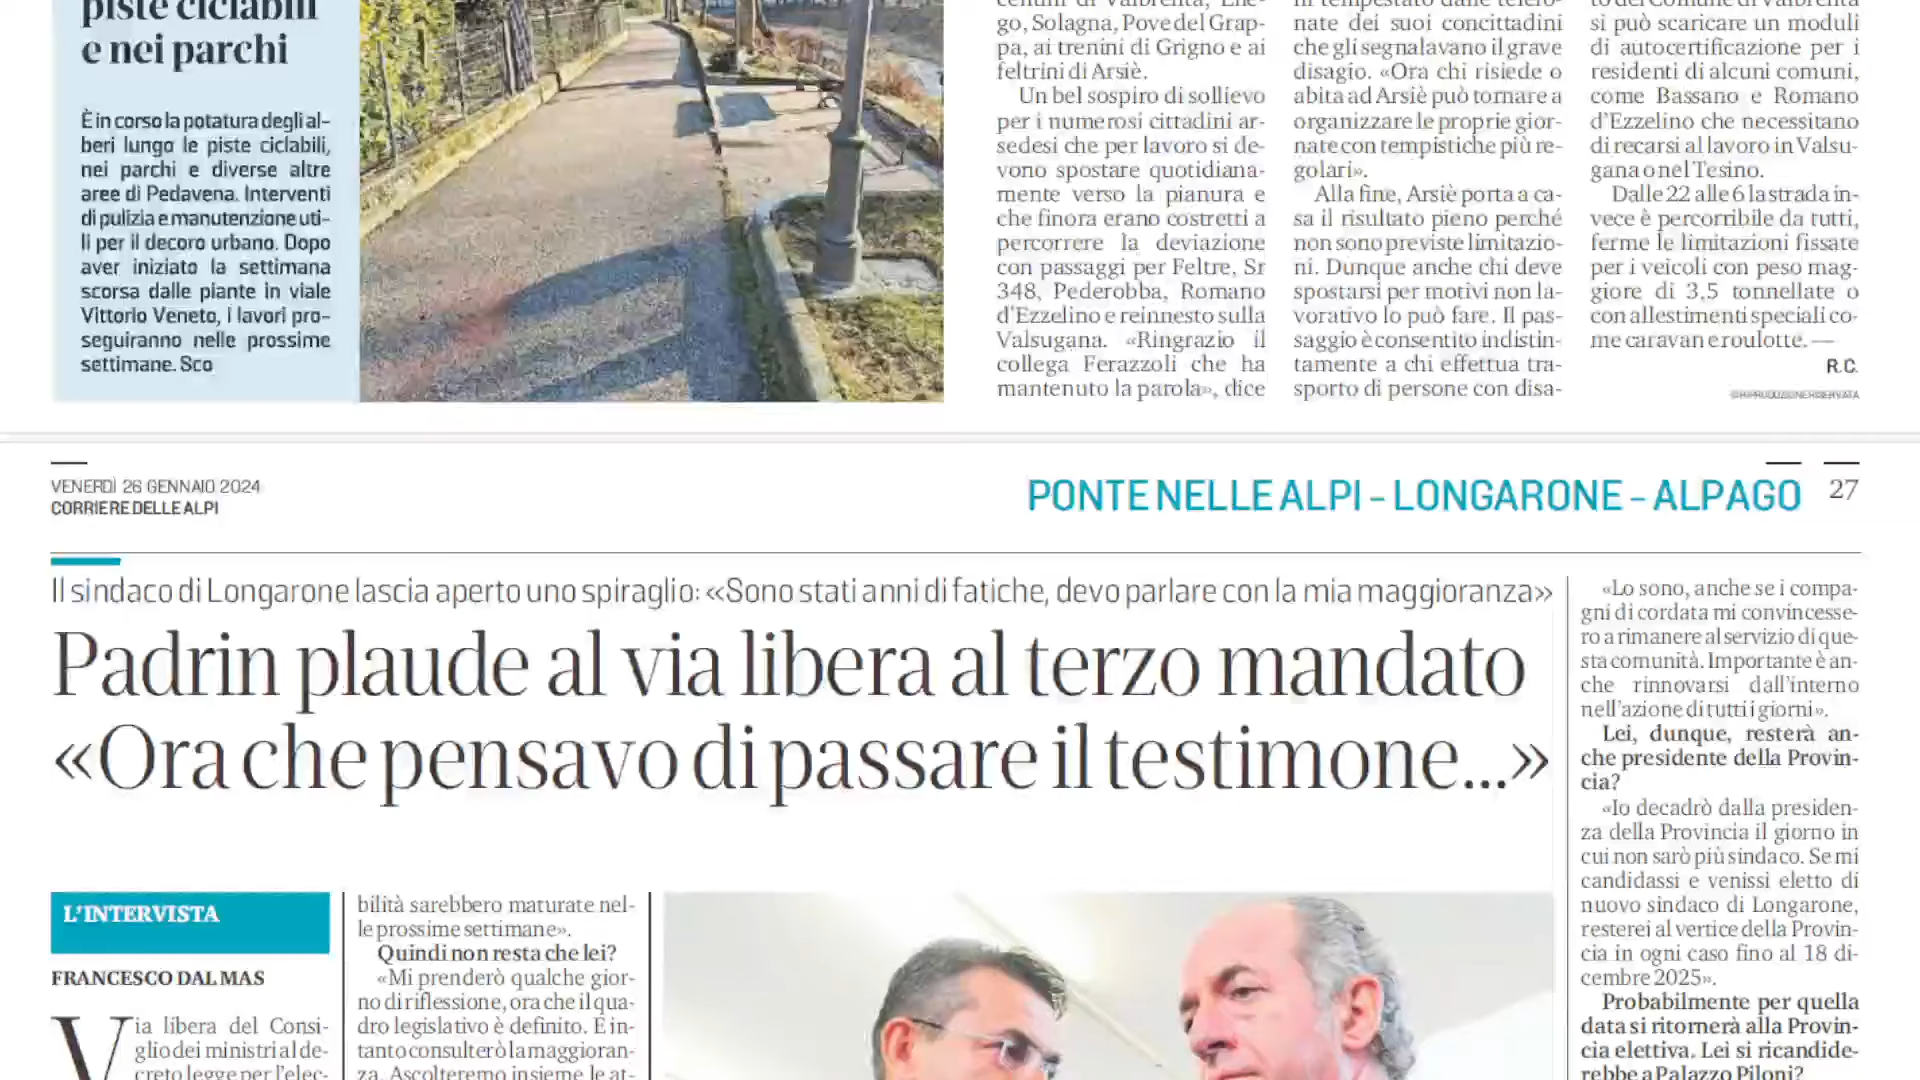 piste ciclabili
e nei parchi
È in corso la potatura degli al-
beri lungo le piste ciclabili,
nei parchi e diverse altre
aree di Pedavena. Interventi
di pulizia e manutenzione uti-
li per il decoro urbano. Dopo
aver iniziato la settimana
scorsa dalle piante in viale
Vittorio Veneto, i lavori pro-
seguiranno nelle prossime
settimane. Sco
go, Solagna, Pove del Grap-
pa, ai trenini di Grigno e ai
feltrini di Arsiè.
Un bel sospiro di sollievo
per i numerosi cittadini ar-
sedesi che per lavoro si de-
vono spostare quotidiana-
mente verso la pianura e
che finora erano costretti a
percorrere la deviazione
con passaggi per Feltre, Sr
348, Pederobba, Romano
d'Ezzelino e reinnesto sulla
Valsugana. «Ringrazio il
collega Ferazzoli che ha
mantenuto la parola», dice
nate dei suoi concittadini
che gli segnalavano il grave
disagio. «Ora chi risiede o
abita ad Arsiè può tornare a
organizzare le proprie gior-
nate con tempistiche più re-
golari».
Alla fine, Arsiè porta a ca-
sa il risultato pieno perché
non sono previste limitazio-
ni. Dunque anche chi deve
spostarsi per motivi non la-
vorativo lo può fare. Il pas-
saggio è consentito indistin-
tamente a chi effettua tra-
sporto di persone con disa-
to del Comune di Valbrenta
si può scaricare un moduli
di autocertificazione per i
residenti di alcuni comuni,
come Bassano e Romano
d'Ezzelino che necessitano
di recarsi al lavoro in Valsu-
gana o nel Tesino.
Dalle 22 alle 6 la strada in-
vece è percorribile da tutti,
ferme le limitazioni fissate
per i veicoli con peso mag-
giore di 3,5 tonnellate o
con allestimenti speciali co-
me caravan e roulotte. —
R.C.
©RIPRODUZIONE RISERVATA
VENERDÌ 26 GENNAIO 2024
CORRIERE DELLE ALPI
PONTE NELLE ALPI - LONGARONE - ALPAGO
27
Il sindaco di Longarone lascia aperto uno spiraglio: «Sono stati anni di fatiche, devo parlare con la mia maggioranza»
Padrin plaude al via libera al terzo mandato
«Ora che pensavo di passare il testimone...»
L'INTERVISTA
FRANCESCO DAL MAS
Via libera del Consi-
glio dei ministri al de-
creto legge per l'elec-
bilità sarebbero maturate nel-
le prossime settimane».
Quindi non resta che lei?
«Mi prenderò qualche gior-
no di riflessione, ora che il qua-
dro legislativo è definito. E in-
tanto consulterò la maggioran-
za. Ascolteremo insieme le at-
«Lo sono, anche se i compa-
gni di cordata mi convincesse-
ro a rimanere al servizio di que-
sta comunità. Importante è an-
che rinnovarsi dall'interno
nell'azione di tutti i giorni».
Lei, dunque, resterà an-
che presidente della Provin-
cia?
«Io decadrò dalla presiden-
za della Provincia il giorno in
cui non sarò più sindaco. Se mi
candidassi e venissi eletto di
nuovo sindaco di Longarone,
resterei al vertice della Provin-
cia in ogni caso fino al 18 di-
cembre 2025».
Probabilmente per quella
data si ritornerà alla Provin-
cia elettiva. Lei si ricandide-
rebbe a Palazzo Piloni?